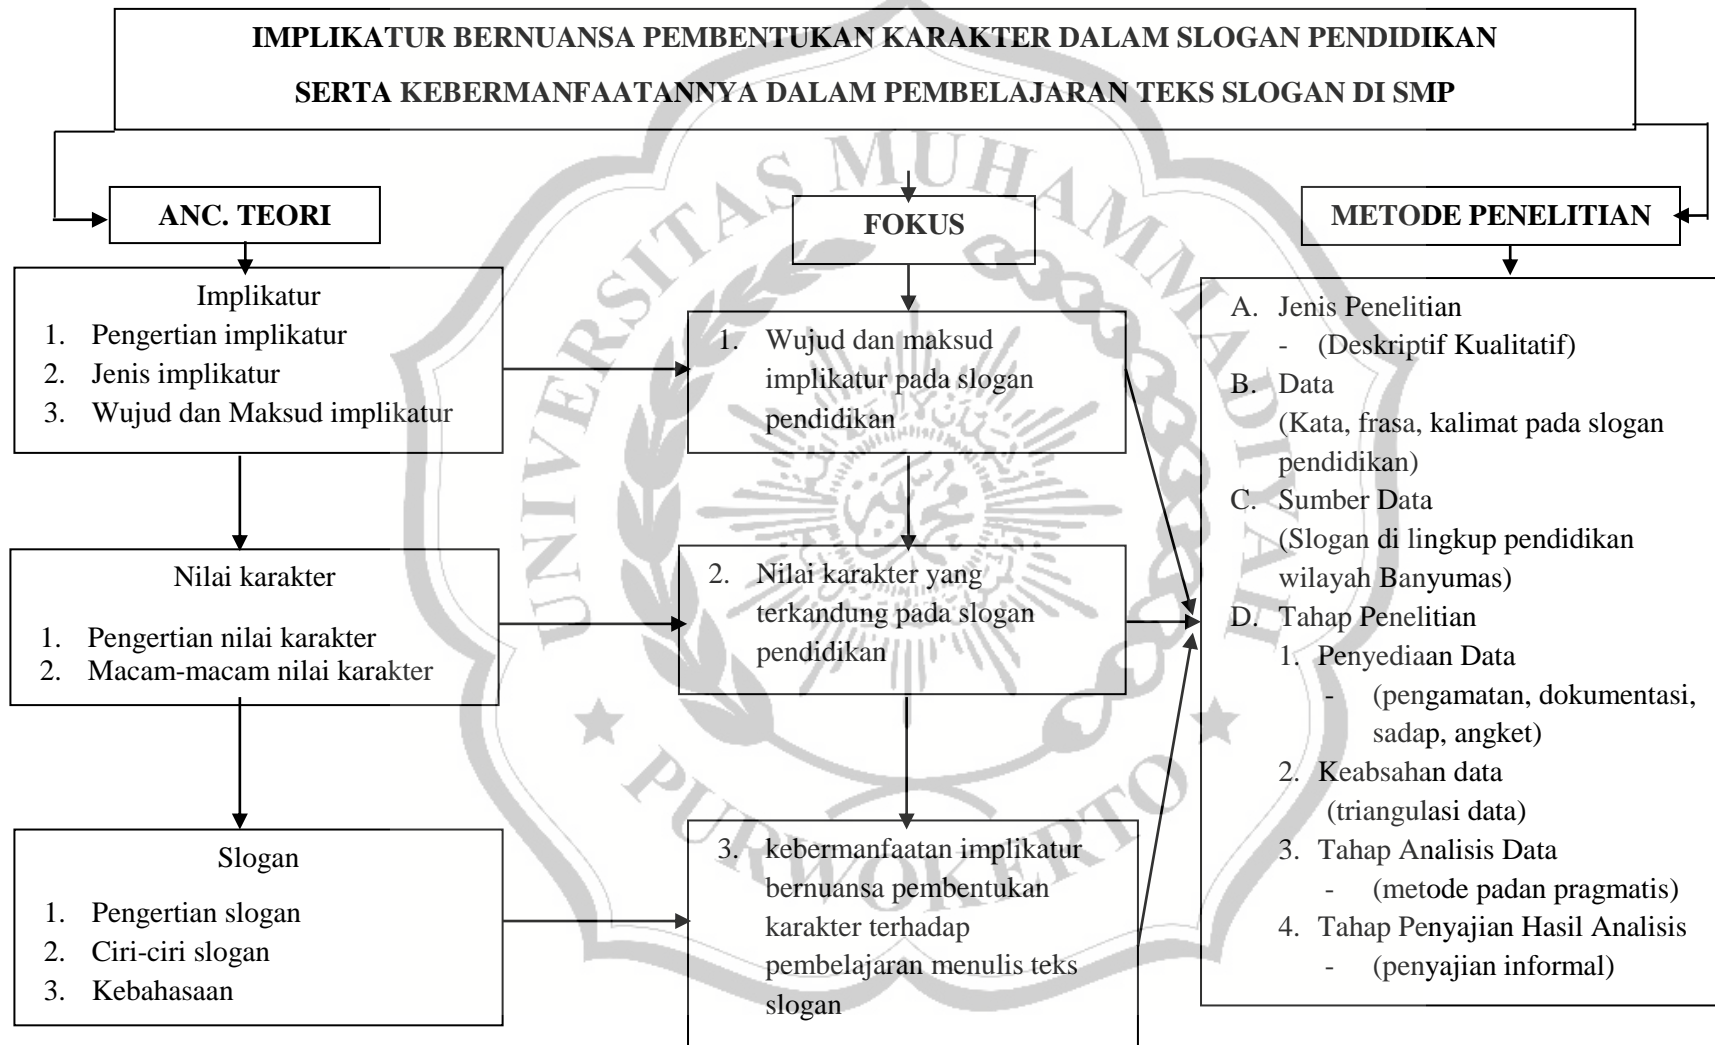 IMPLIKATUR BERNUANSA PEMBENTUKAN KARAKTER DALAM SLOGAN PENDIDIKAN
SERTA KEBERMANFAATANNYA DALAM PEMBELAJARAN TEKS SLOGAN DI SMP
ANC. TEORI
Implikatur
1. Pengertian implikatur
2. Jenis implikatur
3. Wujud dan Maksud implikatur
Nilai karakter
1. Pengertian nilai karakter
2. Macam-macam nilai karakter
Slogan
1. Pengertian slogan
2. Ciri-ciri slogan
3. Kebahasaan
FOKUS
1. Wujud dan maksud
implikatur pada slogan
pendidikan
2. Nilai karakter yang
terkandung pada slogan
pendidikan
3. kebermanfaatan implikatur
bernuansa pembentukan
karakter terhadap
pembelajaran menulis teks
slogan
METODE PENELITIAN
A. Jenis Penelitian
- (Deskriptif Kualitatif)
B. Data
(Kata, frasa, kalimat pada slogan
pendidikan)
C. Sumber Data
(Slogan di lingkup pendidikan
wilayah Banyumas)
D. Tahap Penelitian
1. Penyediaan Data
- (pengamatan, dokumentasi,
sadap, angket)
2. Keabsahan data
(triangulasi data)
3. Tahap Analisis Data
- (metode padan pragmatis)
4. Tahap Penyajian Hasil Analisis
- (penyajian informal)
UNIVERSITAS MUHAMMADIYAH
PURWOKERTO